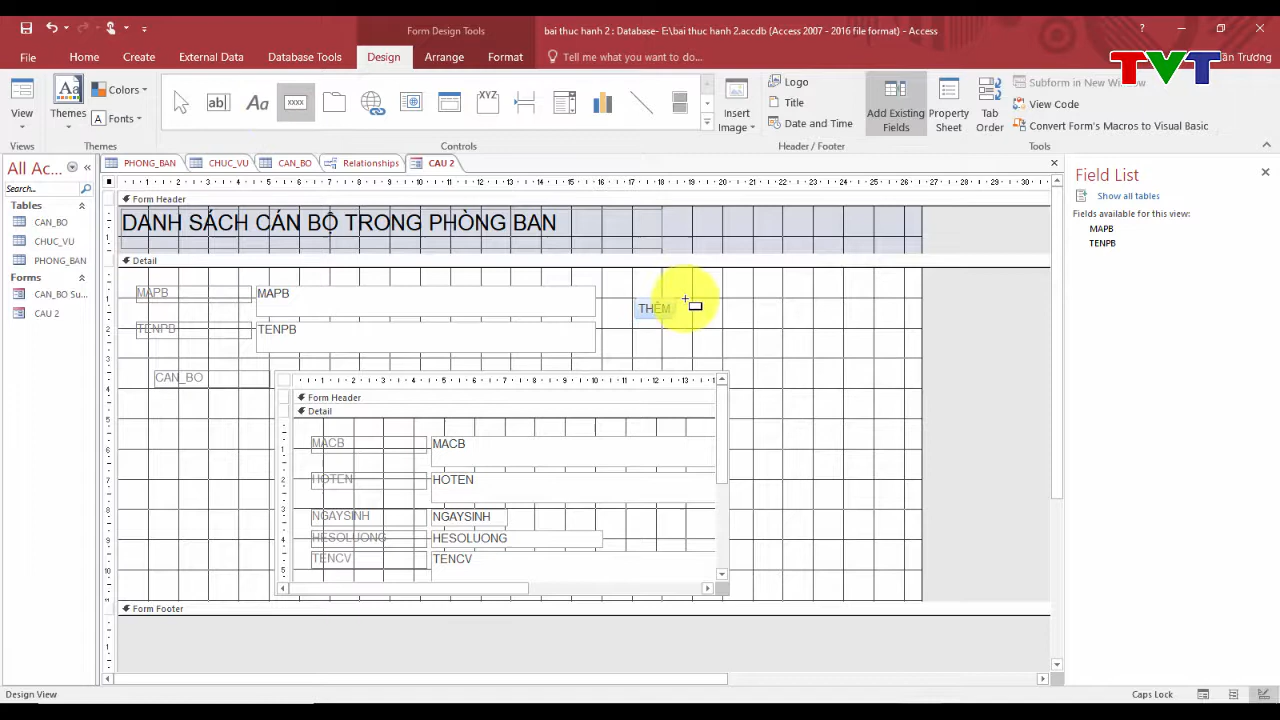 Form Design Tools
bai thuc hanh 2 : Database- E:\bai thuc hanh 2.accdb (Access 2007 - 2016 file format) - Access
?
File Home Create External Data Database Tools Design Arrange Format Tell me what you want to do...
Trương
TVT
View
Views
Aa
Themes
Colors
Fonts
Themes
ab|
Aa
XXXX
XYZ
Controls
Insert
Image
Logo
Title
Date and Time
Header / Footer
Add Existing
Fields
Property
Sheet
Tab
Order
Subform in New Window
View Code
Convert Form's Macros to Visual Basic
Tools
All Ac...
Search...
Tables
CAN_BO
CHUC_VU
PHONG_BAN
Forms
CAN_BO Su...
CAU 2
PHONG_BAN CHUC_VU CAN_BO Relationships CAU 2
Form Header
DANH SÁCH CÁN BỘ TRONG PHÒNG BAN
Detail
MAPB MAPB
THÊM
TENPB TENPB
CAN_BO
Form Header
Detail
MACB MACB
HOTEN HOTEN
NGAYSINH NGAYSINH
HESOLUONG HESOLUONG
TENCV TENCV
Form Footer
Field List
Show all tables
Fields available for this view:
MAPB
TENPB
Design View
Caps Lock